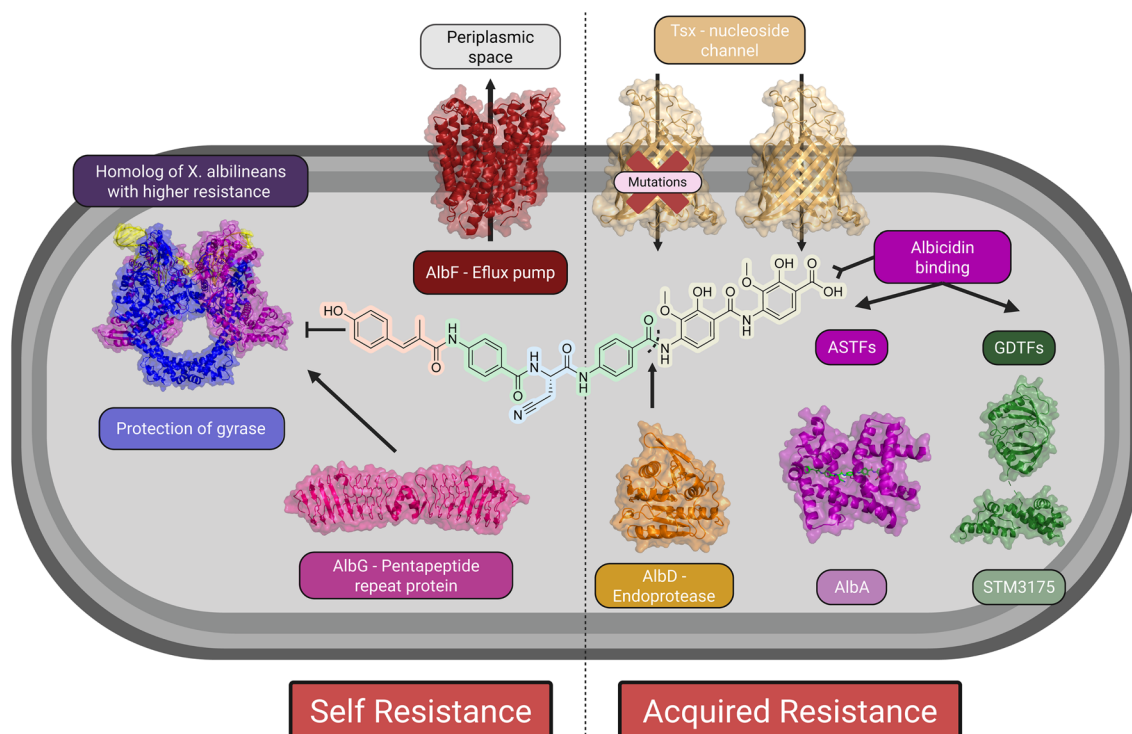 Periplasmic
space
Tsx - nucleoside
channel
Homolog of X. albilineans
with higher resistance
Mutations
AlbF - Eflux pump
Albicidin
binding
HO
O
H
N
O
H
N
O
N
H
N
O
N
H
O
OH
O
N
H
O
OH
O
OH
ASTFs
GDTFs
Protection of gyrase
AlbG - Pentapeptide
repeat protein
AlbD -
Endoprotease
AlbA
STM3175
Self Resistance
Acquired Resistance